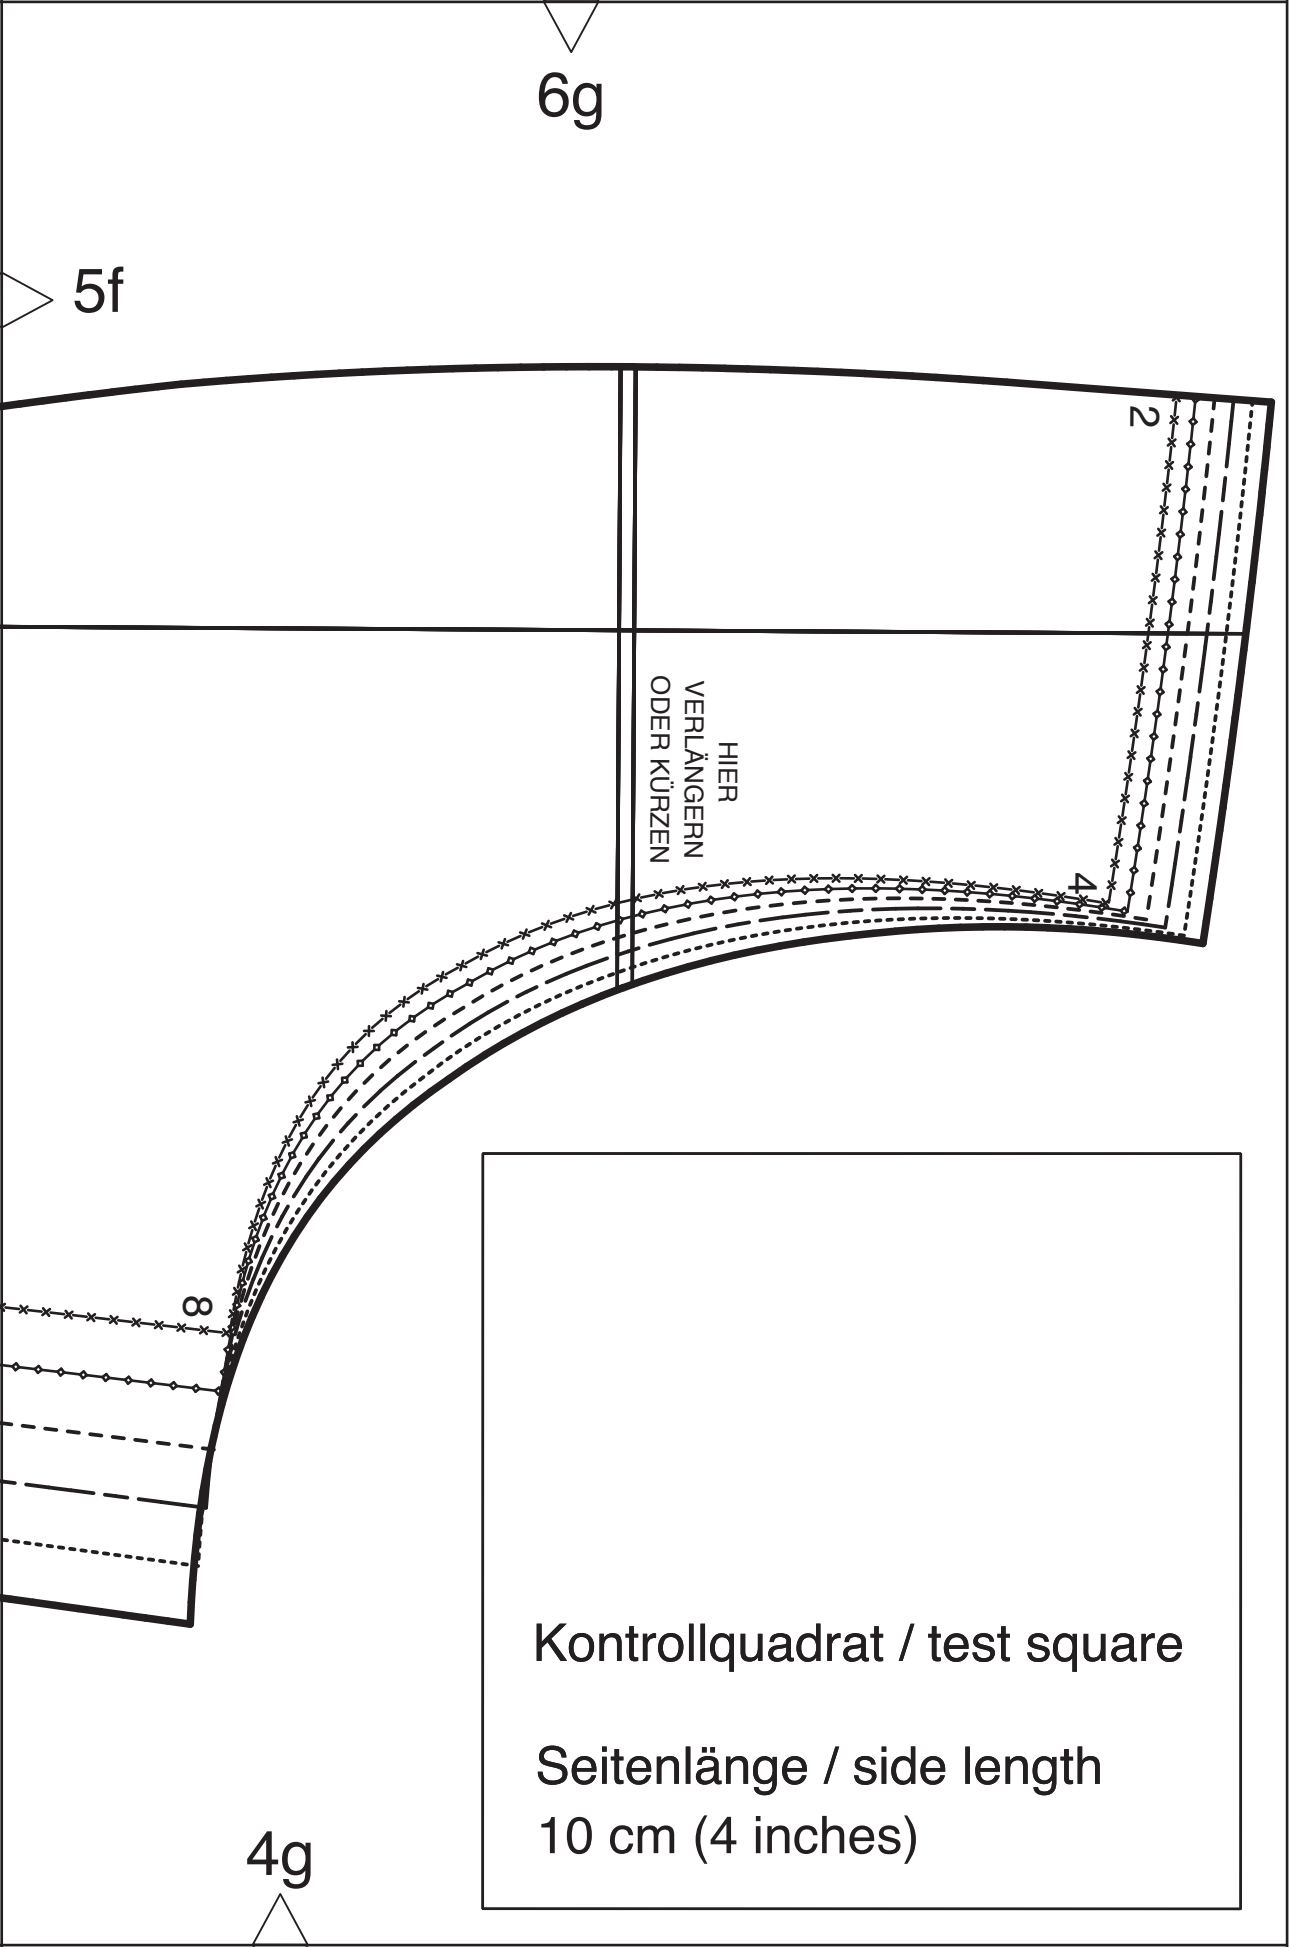 6g
5f
2
HIER
VERLÄNGERN
ODER KÜRZEN
4
8
Kontrollquadrat / test square
Seitenlänge / side length
10 cm (4 inches)
4g